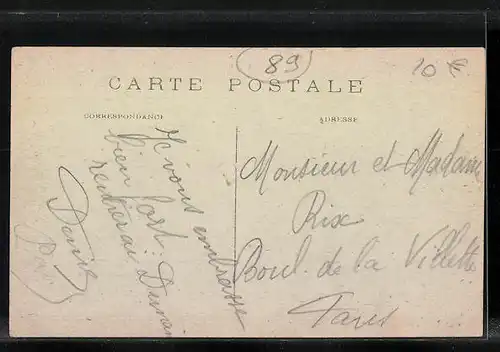 89
10 €
CARTE POSTALE
CORRESPONDANCE
ADRESSE
Je vous embrasse
bien fort.
rentrerai
Monsieur et Madame
Rix
Boul. de la Villette
Paris